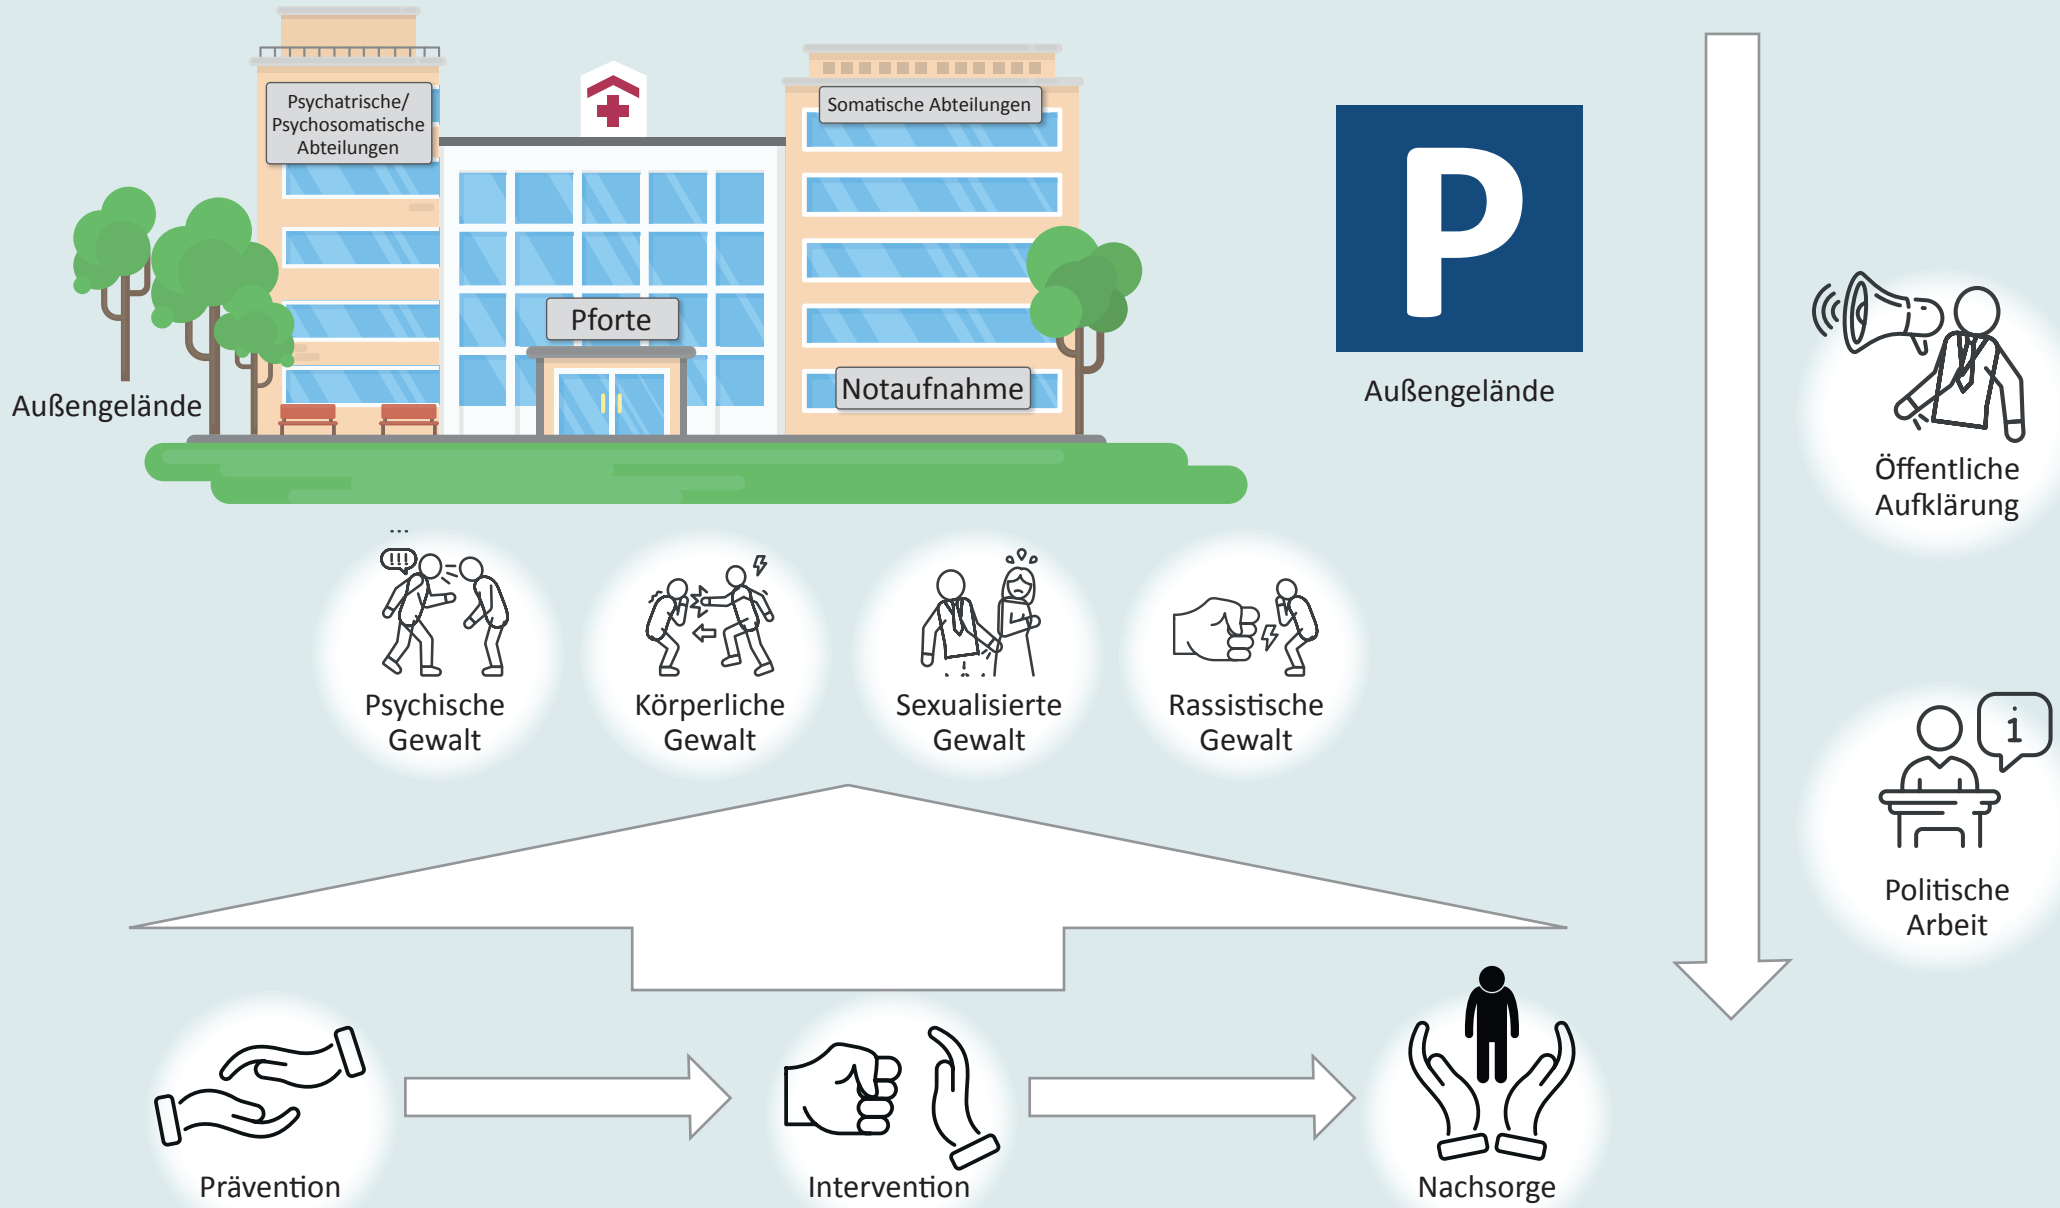 Psychatrische/
Psychosomatische
Abteilungen
Somatische Abteilungen
P
Pforte
Notaufnahme
Außengelände
Außengelände
Öffentliche
Aufklärung
...
!!!
Psychische
Gewalt
Körperliche
Gewalt
Sexualisierte
Gewalt
Rassistische
Gewalt
i
Politische
Arbeit
Prävention
Intervention
Nachsorge